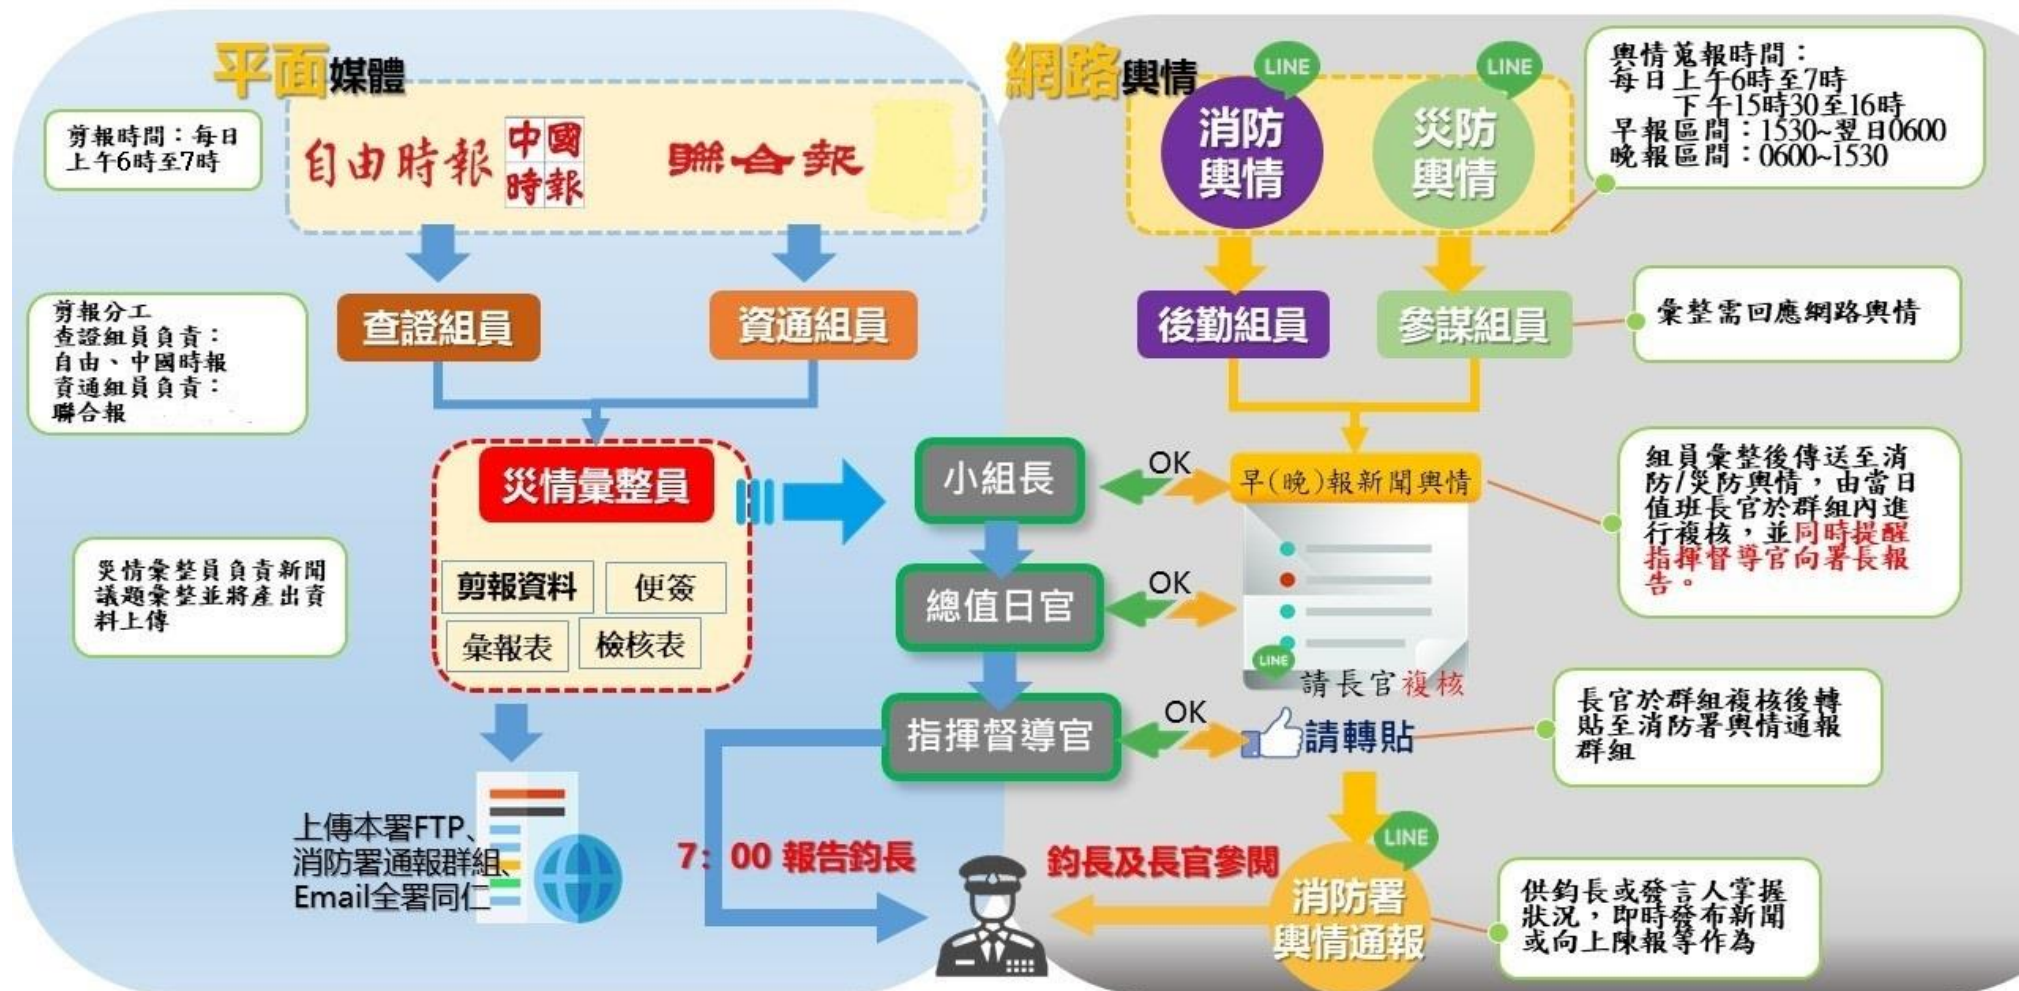 平面媒體
剪報時間：每日
上午6時至7時
自由時報
中國
時報
聯合報
剪報分工
查證組員負責：
自由、中國時報
資通組員負責：
聯合報
查證組員
資通組員
災情彙整員
剪報資料
便簽
彙報表
檢核表
災情彙整員負責新聞
議題彙整並將產出資
料上傳
上傳本署FTP、
消防署通報群組、
Email全署同仁
網路輿情
LINE
消防
輿情
LINE
災防
輿情
輿情蒐報時間：
每日上午6時至7時
下午15時30至16時
早報區間：1530~翌日0600
晚報區間：0600~1530
後勤組員
參謀組員
彙整需回應網路輿情
小組長
OK
早(晚)報新聞輿情
組員彙整後傳送至消
防/災防輿情，由當日
值班長官於群組內進
行複核，並同時提醒
指揮督導官向署長報
告。
總值日官
OK
LINE
請長官複核
指揮督導官
OK
請轉貼
長官於群組複核後轉
貼至消防署輿情通報
群組
7：00 報告鈞長
鈞長及長官參閱
LINE
消防署
輿情通報
供鈞長或發言人掌握
狀況，即時發布新聞
或向上陳報等作為